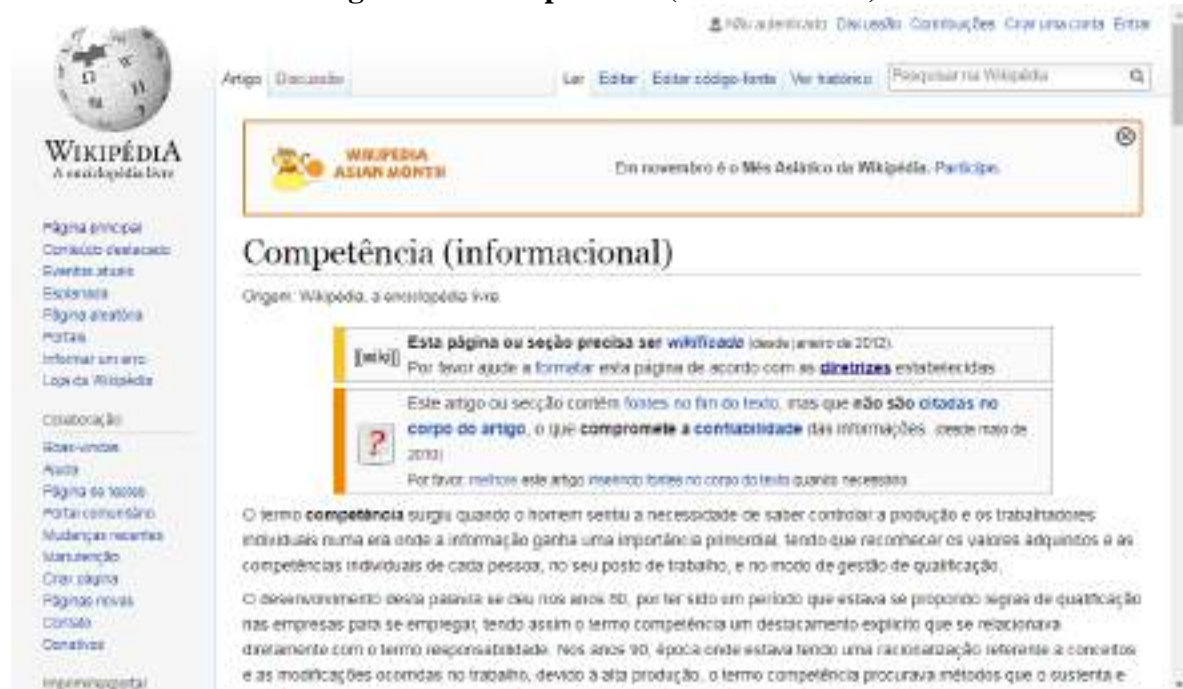 Não autenticado Discussão Contribuições Criar uma conta Entrar
Artigo Discussão Ler Editar Editar código-fonte Ver histórico Pesquisar na Wikipédia
WIKIPÉDIA
A enciclopédia livre
WIKIPEDIA
ASIAN MONTH
Em novembro é o Mês Asiático da Wikipédia. Participe.
Página principal
Conteúdo destacado
Eventos atuais
Esplanada
Página aleatória
Portais
Informar um erro
Loja da Wikipédia
Colaboração
Boas-vindas
Ajuda
Página de testes
Portal comunitário
Mudanças recentes
Manutenção
Criar página
Páginas novas
Contato
Donativos
Imprimir/exportar
Competência (informacional)
Origem: Wikipédia, a enciclopédia livre.
[[wiki]]
Esta página ou seção precisa ser wikificada (desde janeiro de 2012).
Por favor ajude a formatar esta página de acordo com as diretrizes estabelecidas
?
Este artigo ou secção contém fontes no fim do texto, mas que não são citadas no
corpo do artigo, o que compromete a confiabilidade das informações. (desde maio de
2010)
Por favor, melhore este artigo inserindo fontes no corpo do texto quando necessário.
O termo competência surgiu quando o homem sentiu a necessidade de saber controlar a produção e os trabalhadores
individuais numa era onde a informação ganha uma importância primordial, tendo que reconhecer os valores adquiridos e as
competências individuais de cada pessoa, no seu posto de trabalho, e no modo de gestão de qualificação.
O desenvolvimento desta palavra se deu nos anos 80, por ter sido um período que estava se propondo regras de qualificação
nas empresas para se empregar, tendo assim o termo competência um destacamento explícito que se relacionava
diretamente com o termo responsabilidade. Nos anos 90, época onde estava tendo uma racionalização referente a conceitos
e as modificações ocorridas no trabalho, devido à alta produção, o termo competência procurava métodos que o sustenta e